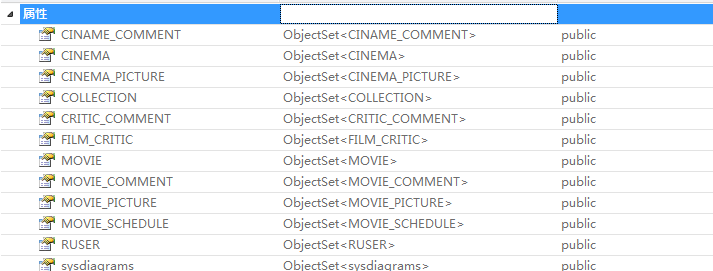 属性
CINAME_COMMENT ObjectSet<CINAME_COMMENT> public
CINEMA ObjectSet<CINEMA> public
CINEMA_PICTURE ObjectSet<CINEMA_PICTURE> public
COLLECTION ObjectSet<COLLECTION> public
CRITIC_COMMENT ObjectSet<CRITIC_COMMENT> public
FILM_CRITIC ObjectSet<FILM_CRITIC> public
MOVIE ObjectSet<MOVIE> public
MOVIE_COMMENT ObjectSet<MOVIE_COMMENT> public
MOVIE_PICTURE ObjectSet<MOVIE_PICTURE> public
MOVIE_SCHEDULE ObjectSet<MOVIE_SCHEDULE> public
RUSER ObjectSet<RUSER> public
sysdiagrams ObjectSet<sysdiagrams> public